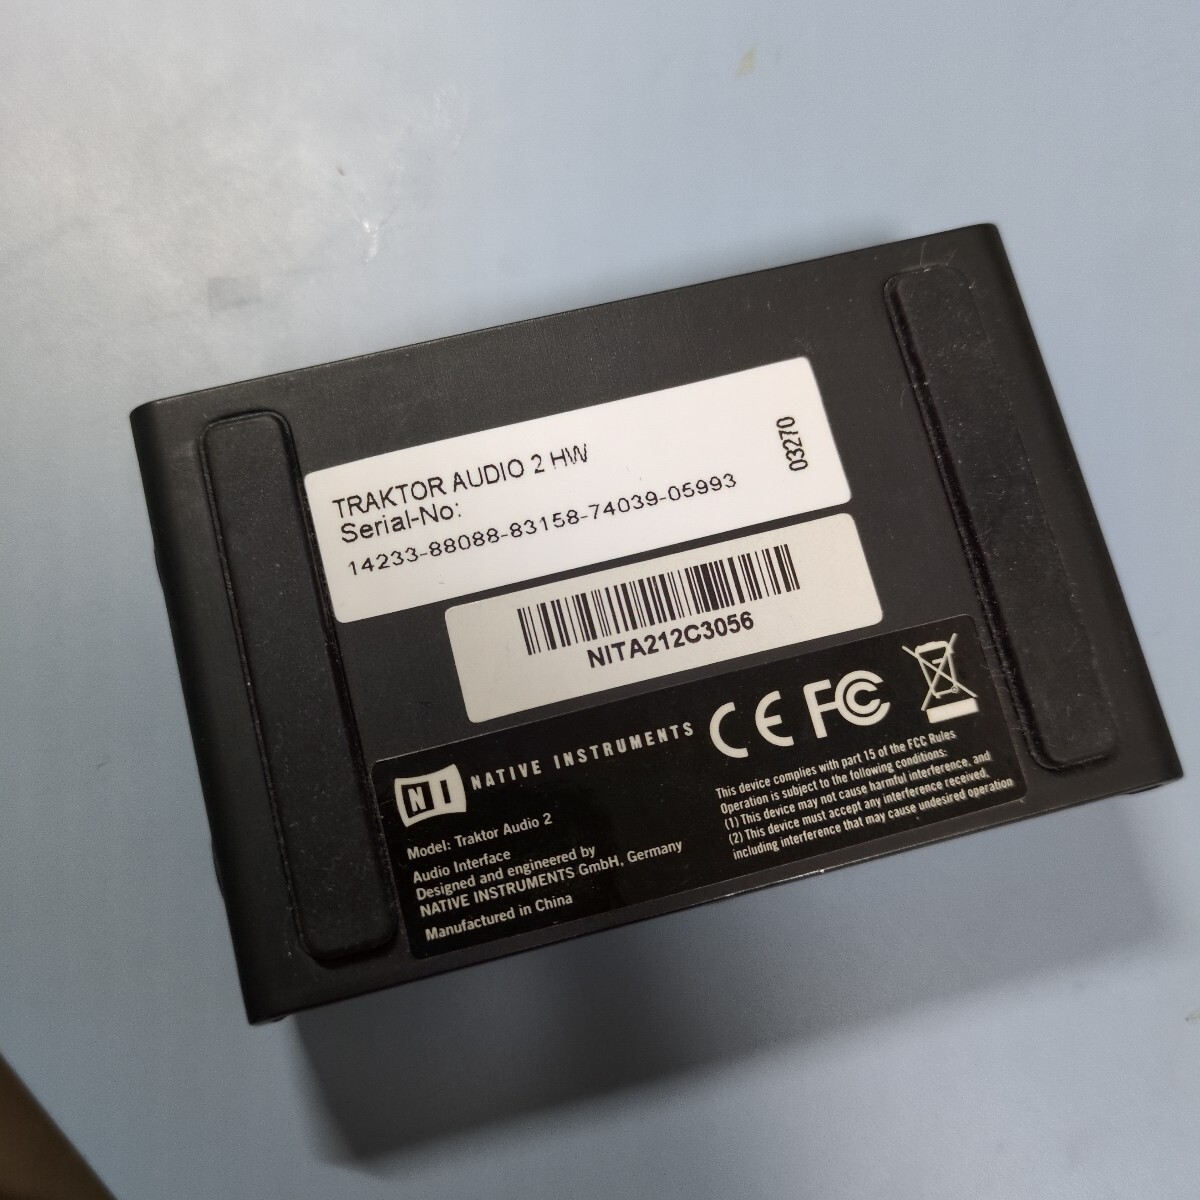 TRAKTOR AUDIO 2 HW
Serial-No:
14233-88088-83158-74039-05993
03270
NITA212C3056
NI NATIVE INSTRUMENTS CE FC
Model: Traktor Audio 2
Audio Interface
Designed and engineered by
NATIVE INSTRUMENTS GmbH, Germany
Manufactured in China
This device complies with part 15 of the FCC Rules
Operation is subject to the following conditions:
(1) This device may not cause harmful interference, and
(2) This device must accept any interference received,
including interference that may cause undesired operation